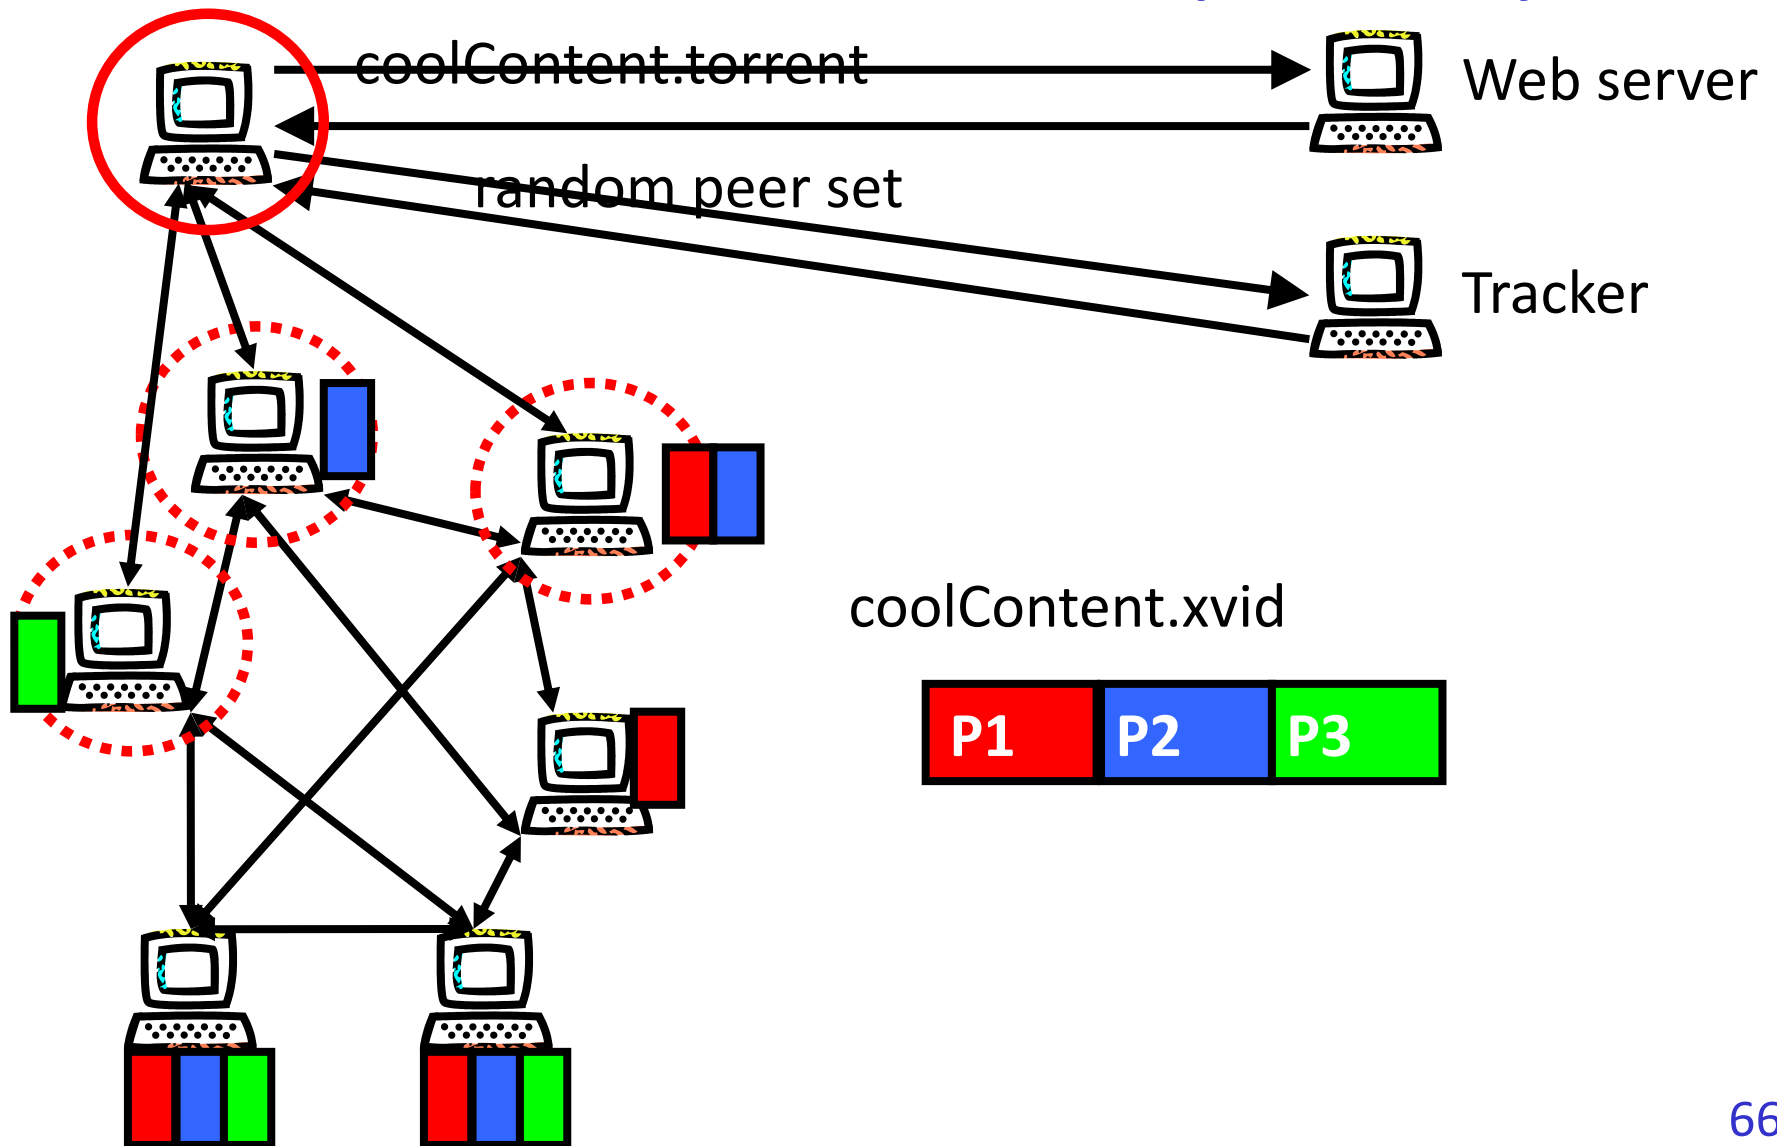 coolContent.torrent
Web server
random peer set
Tracker
coolContent.xvid
P1 P2 P3
66